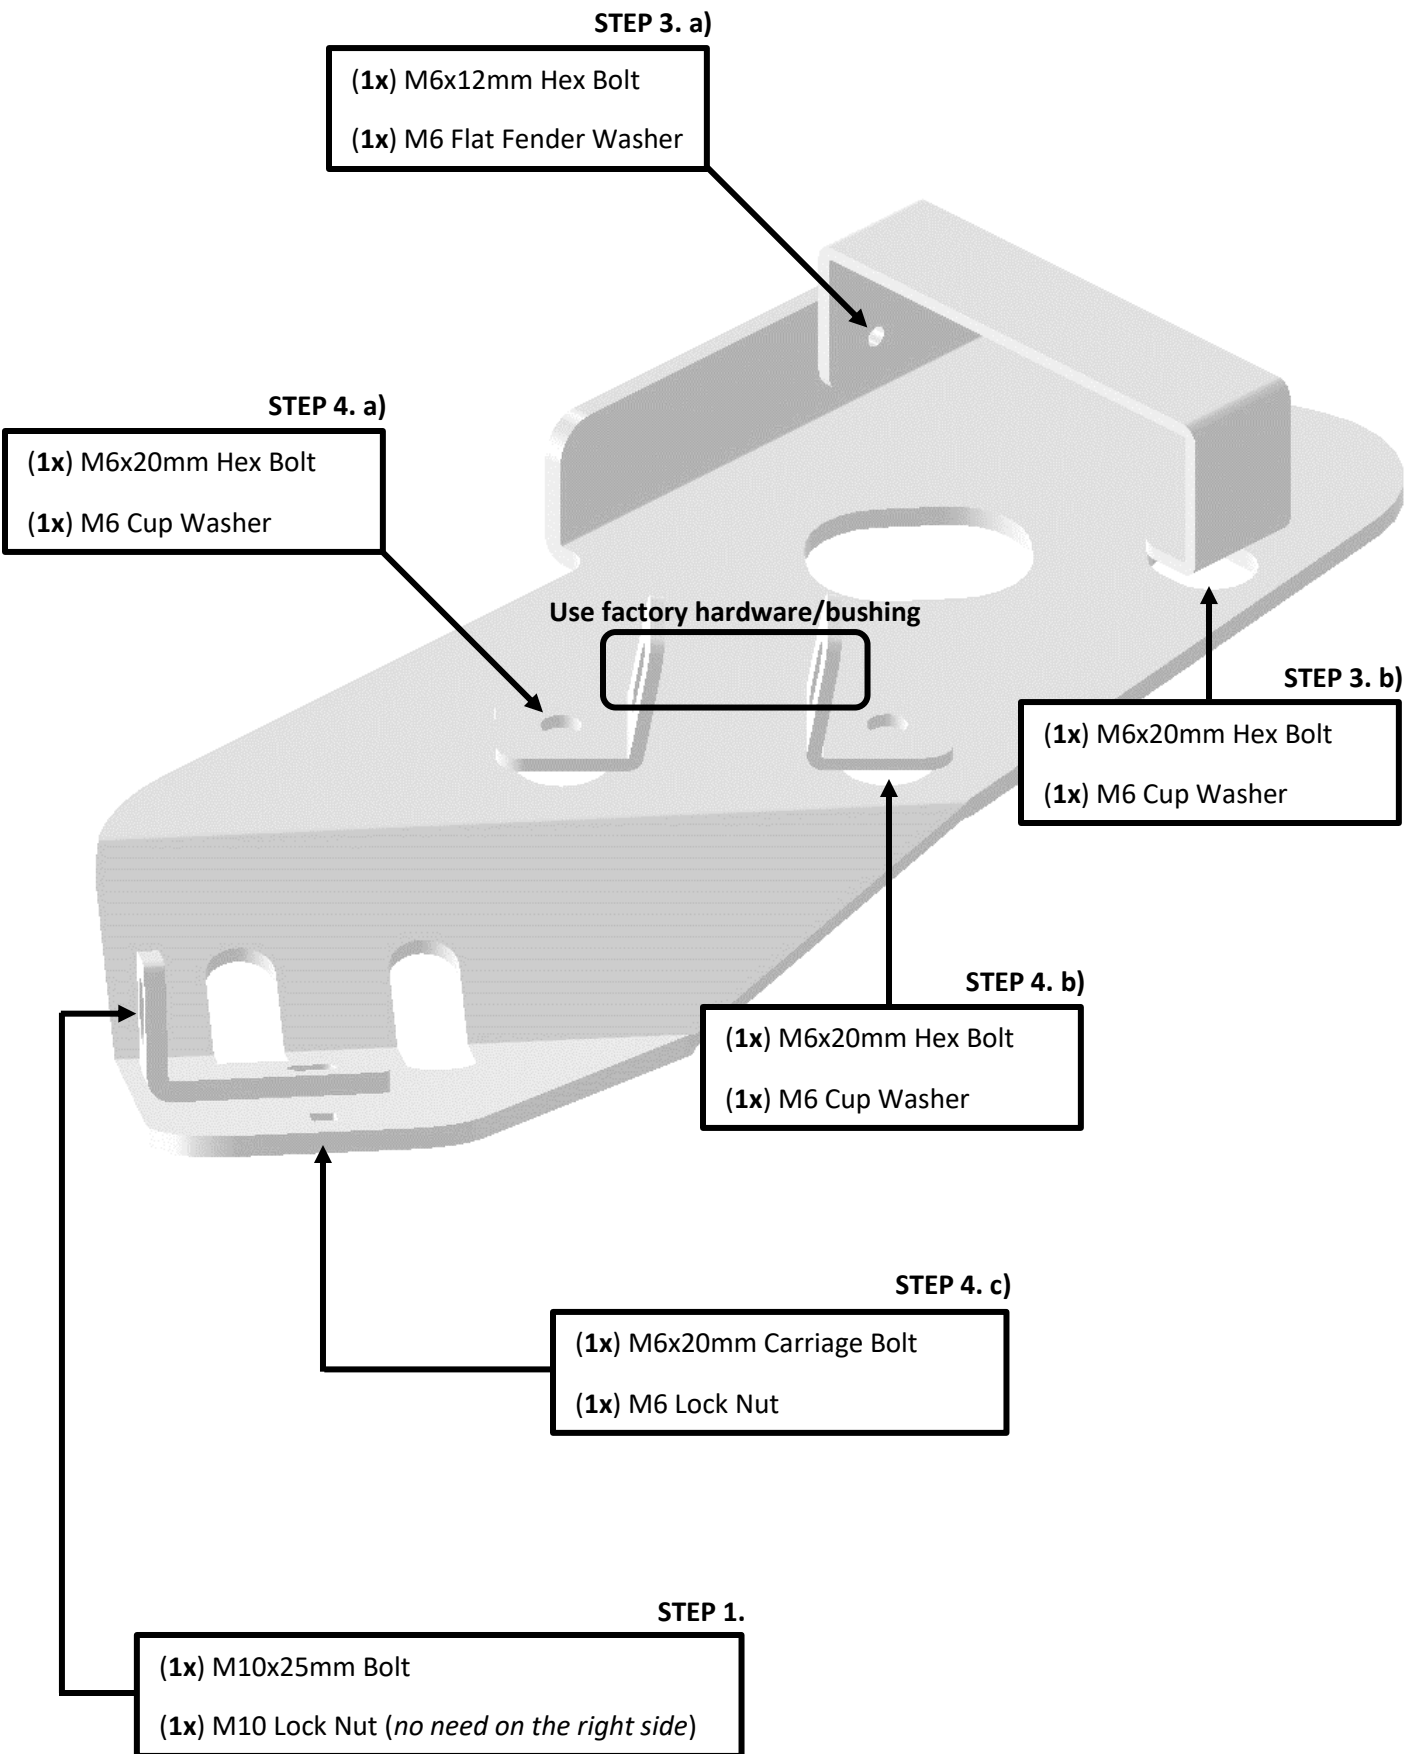 STEP 3. a)
(1x) M6x12mm Hex Bolt
(1x) M6 Flat Fender Washer
STEP 4. a)
(1x) M6x20mm Hex Bolt
(1x) M6 Cup Washer
Use factory hardware/bushing
STEP 3. b)
(1x) M6x20mm Hex Bolt
(1x) M6 Cup Washer
STEP 4. b)
(1x) M6x20mm Hex Bolt
(1x) M6 Cup Washer
STEP 4. c)
(1x) M6x20mm Carriage Bolt
(1x) M6 Lock Nut
STEP 1.
(1x) M10x25mm Bolt
(1x) M10 Lock Nut (no need on the right side)